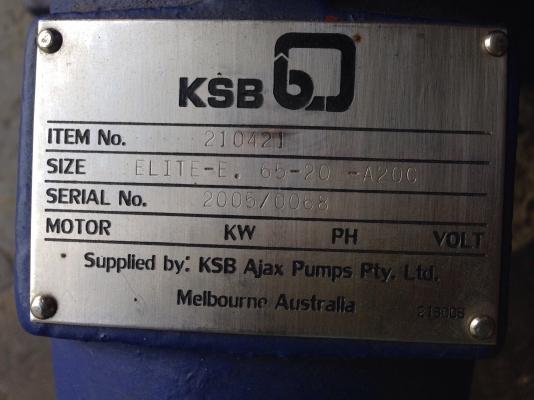 KSB
ITEM No. 210421
SIZE ELITE-E. 65-20 -A20C
SERIAL No. 2005/0068
MOTOR KW PH VOLT
Supplied by: KSB Ajax Pumps Pty. Ltd.
Melbourne Australia